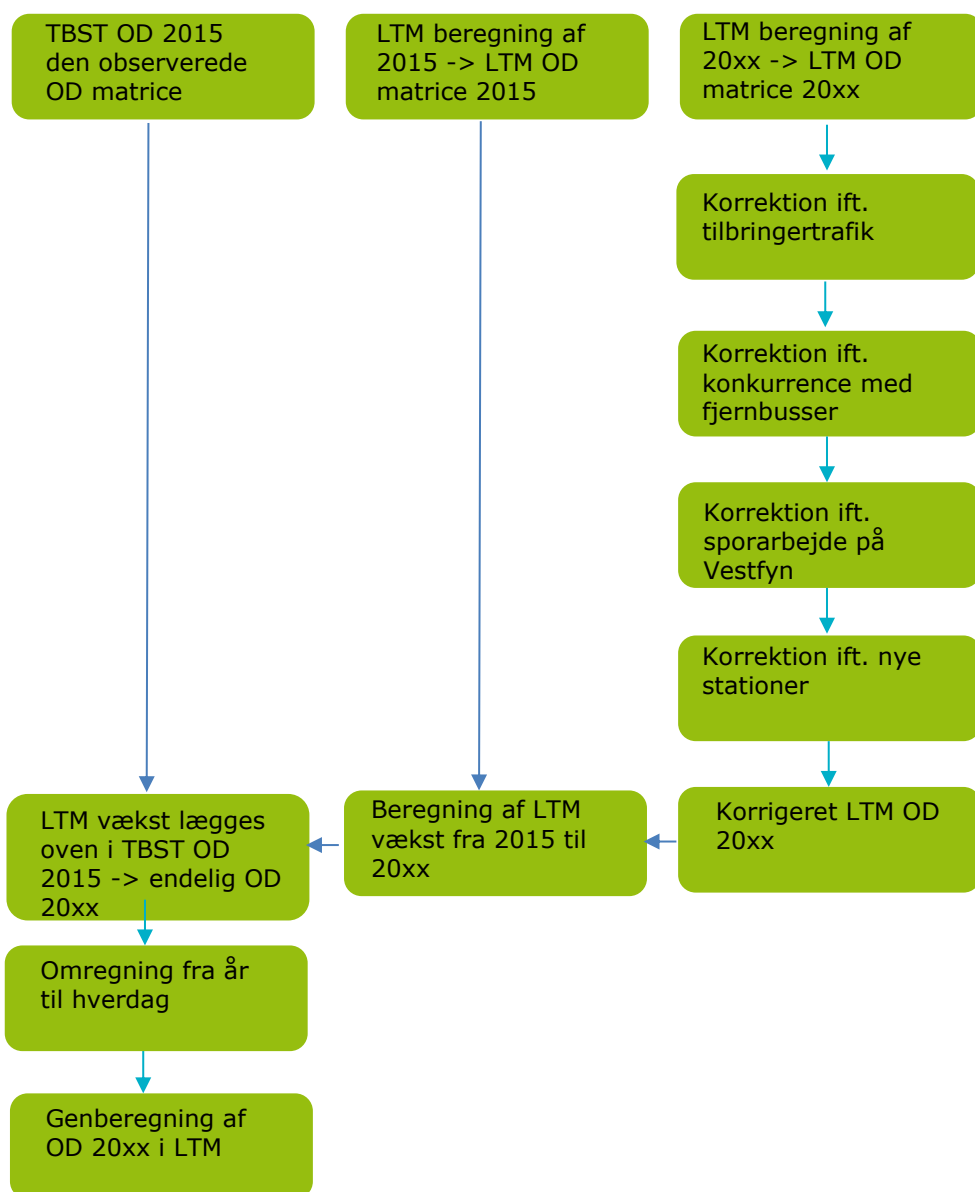 TBST OD 2015
den observerede
OD matrice
LTM beregning af
2015 -> LTM OD
matrice 2015
LTM beregning af
20xx -> LTM OD
matrice 20xx
Korrektion ift.
tilbringertrafik
Korrektion ift.
konkurrence med
fjernbusser
Korrektion ift.
sporarbejde på
Vestfyn
Korrektion ift. nye
stationer
Korrigeret LTM OD
20xx
Beregning af LTM
vækst fra 2015 til
20xx
LTM vækst lægges
oven i TBST OD
2015 -> endelig OD
20xx
Omregning fra år
til hverdag
Genberegning af
OD 20xx i LTM